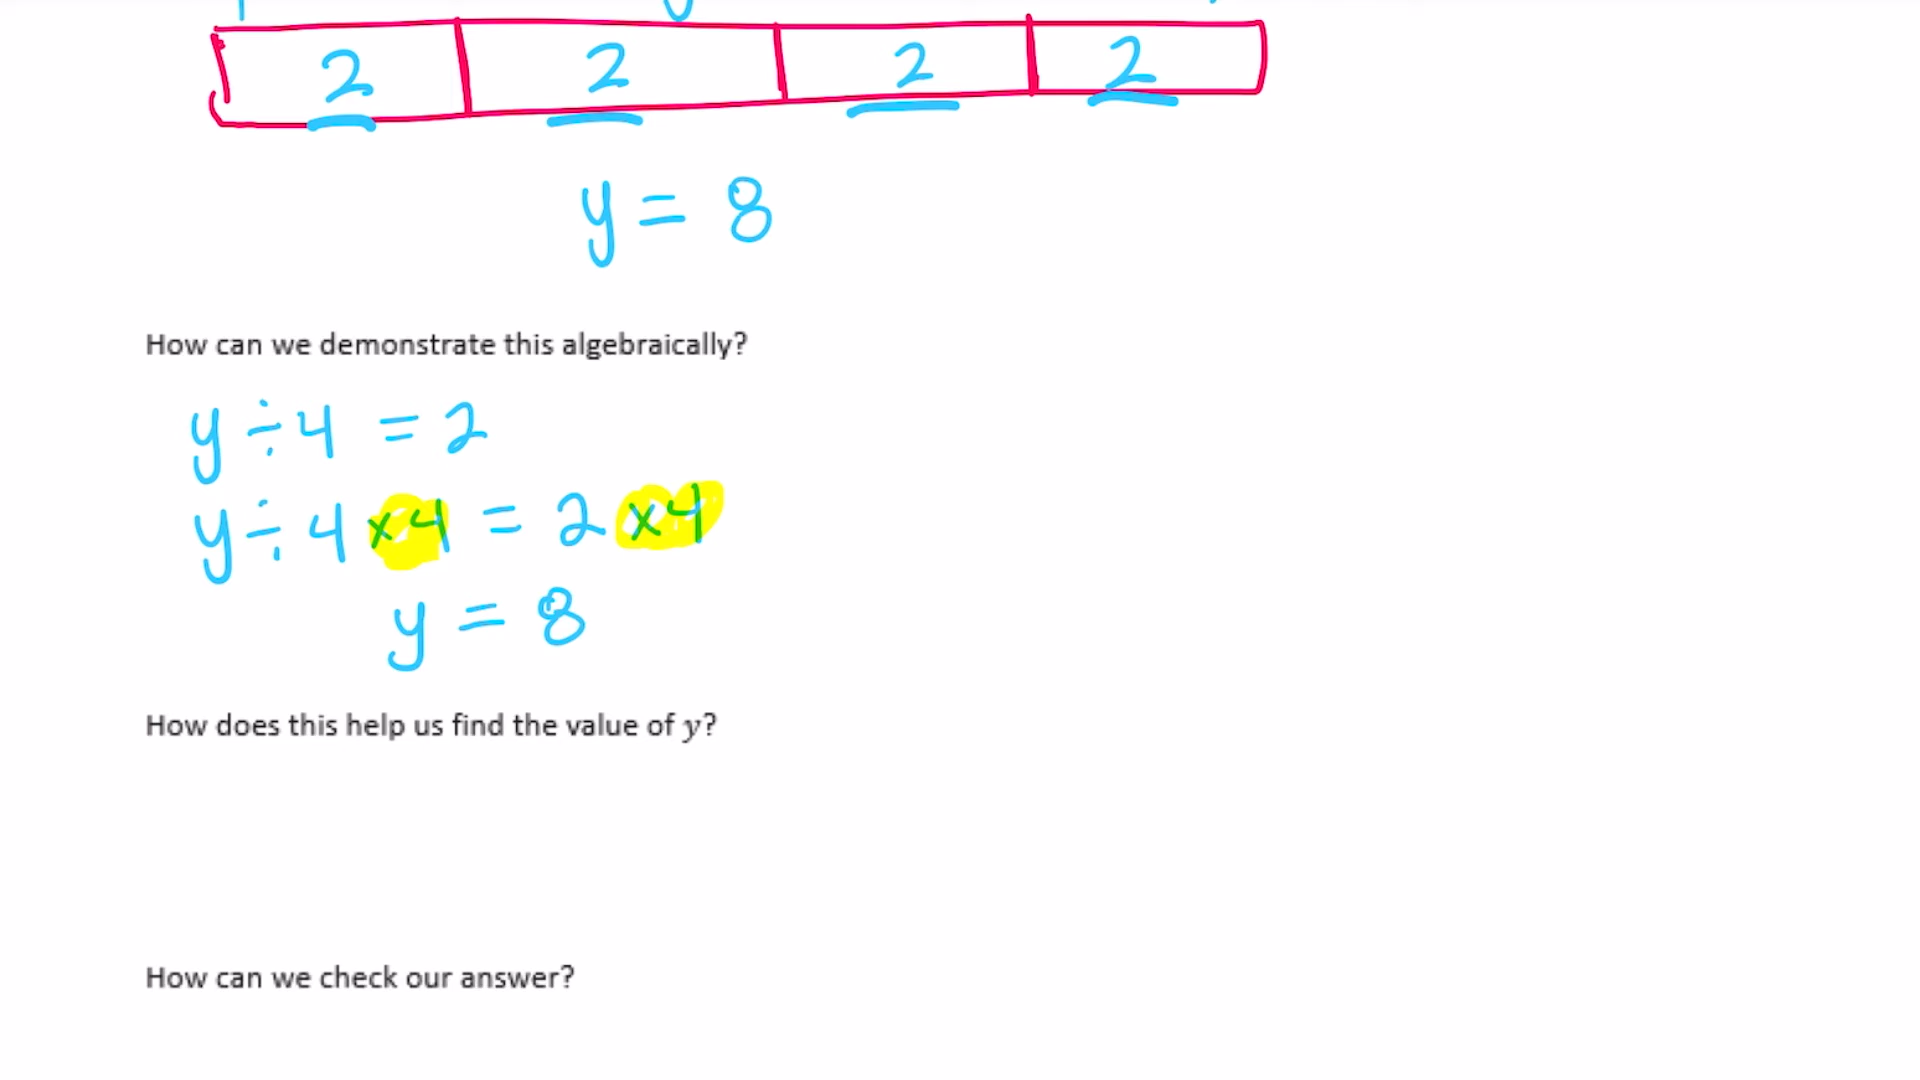 2 2 2 2
y = 8
How can we demonstrate this algebraically?
y ÷ 4 = 2
y ÷ 4 x4 = 2 x4
y = 8
How does this help us find the value of y?
How can we check our answer?